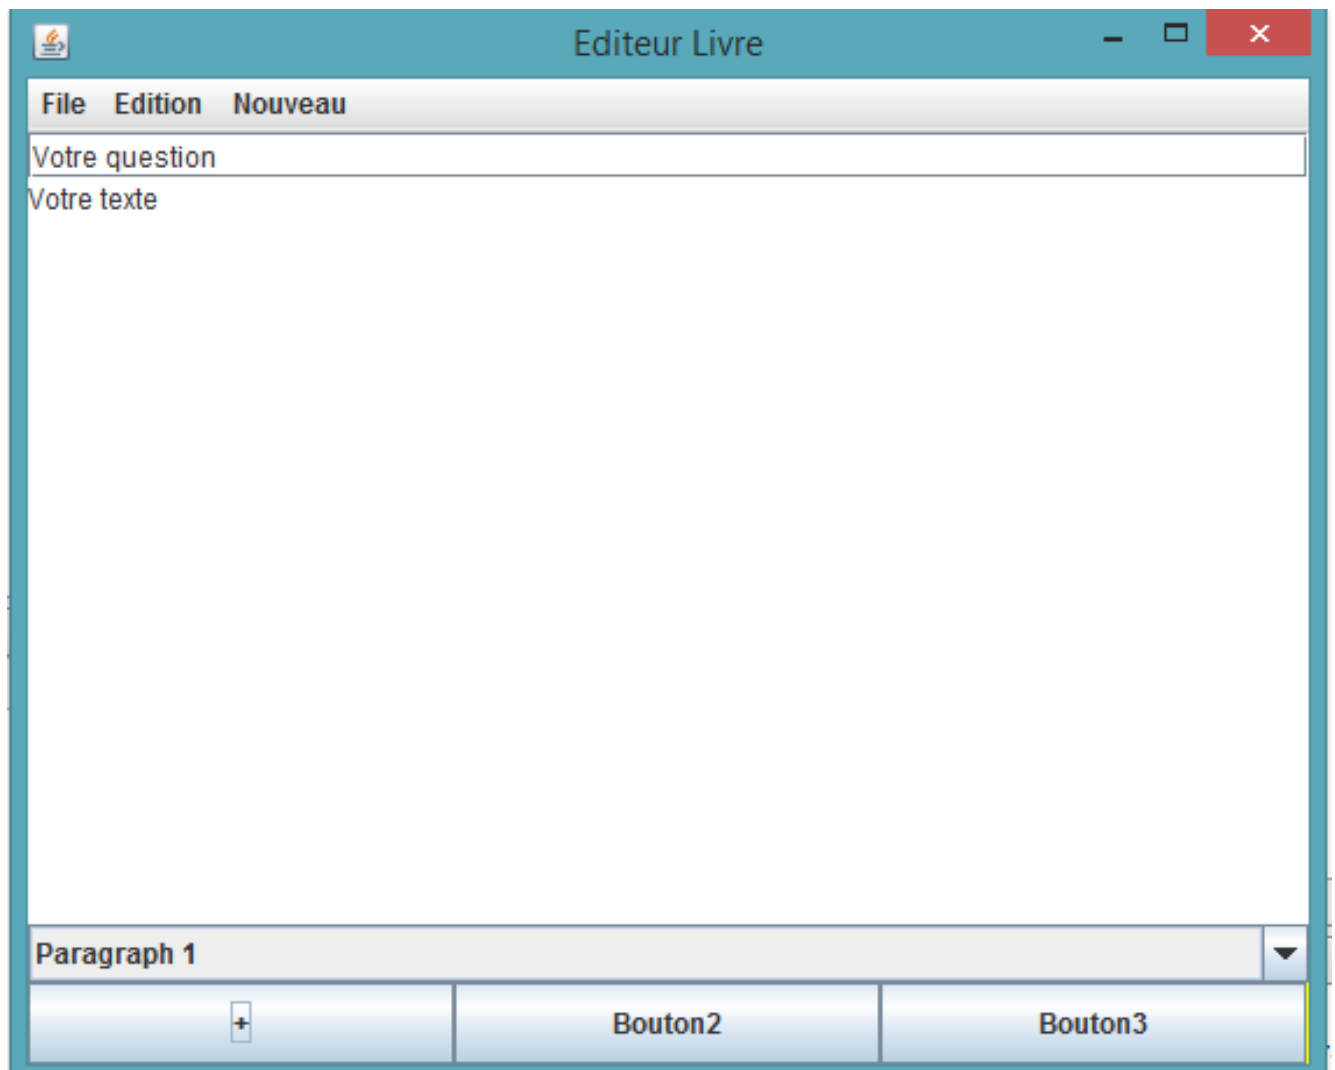 Editeur Livre
File Edition Nouveau
Votre question
Votre texte
Paragraph 1
+ Bouton2 Bouton3